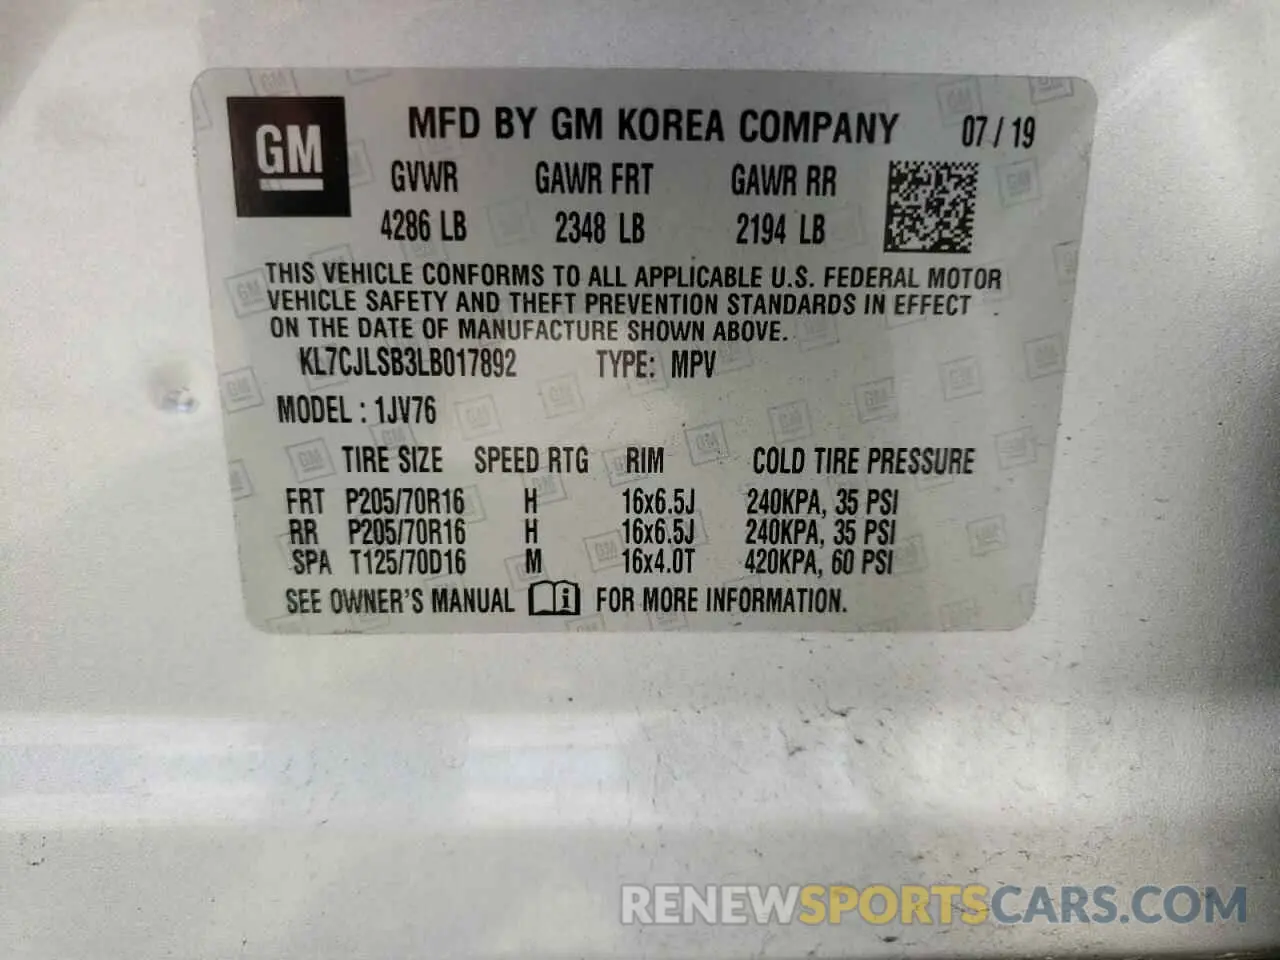 GM
MFD BY GM KOREA COMPANY 07 / 19
GVWR GAWR FRT GAWR RR
4286 LB 2348 LB 2194 LB
THIS VEHICLE CONFORMS TO ALL APPLICABLE U.S. FEDERAL MOTOR
VEHICLE SAFETY AND THEFT PREVENTION STANDARDS IN EFFECT
ON THE DATE OF MANUFACTURE SHOWN ABOVE.
KL7CJLSB3LB017892 TYPE: MPV
MODEL : 1JV76
TIRE SIZE SPEED RTG RIM COLD TIRE PRESSURE
FRT P205/70R16 H 16x6.5J 240KPA, 35 PSI
RR P205/70R16 H 16x6.5J 240KPA, 35 PSI
SPA T125/70D16 M 16x4.0T 420KPA, 60 PSI
SEE OWNER'S MANUAL FOR MORE INFORMATION.
RENEWSPORTSCARS.COM